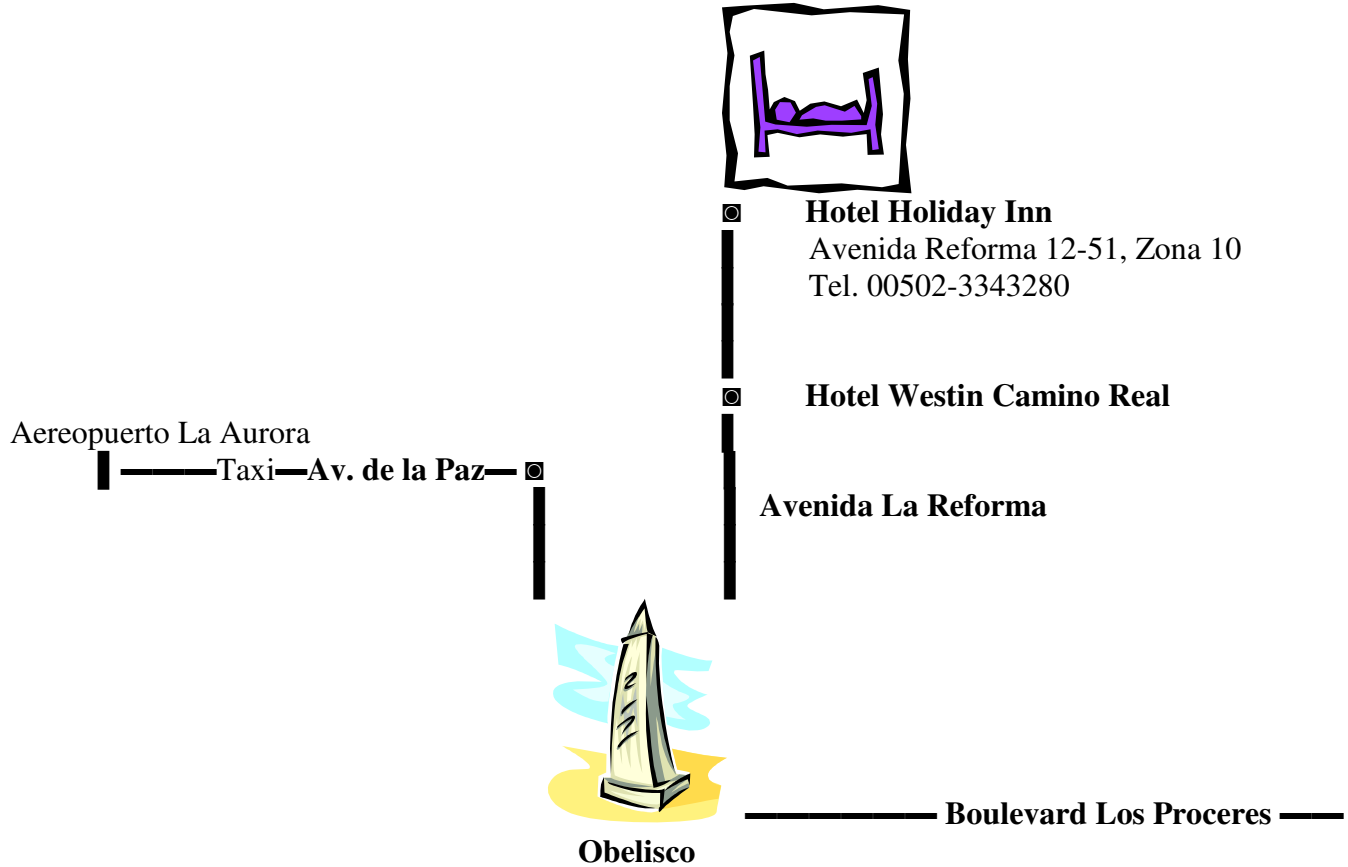 Hotel Holiday Inn
Avenida Reforma 12-51, Zona 10
Tel. 00502-3343280
Hotel Westin Camino Real
Aereopuerto La Aurora
Taxi Av. de la Paz
Avenida La Reforma
Boulevard Los Proceres
Obelisco